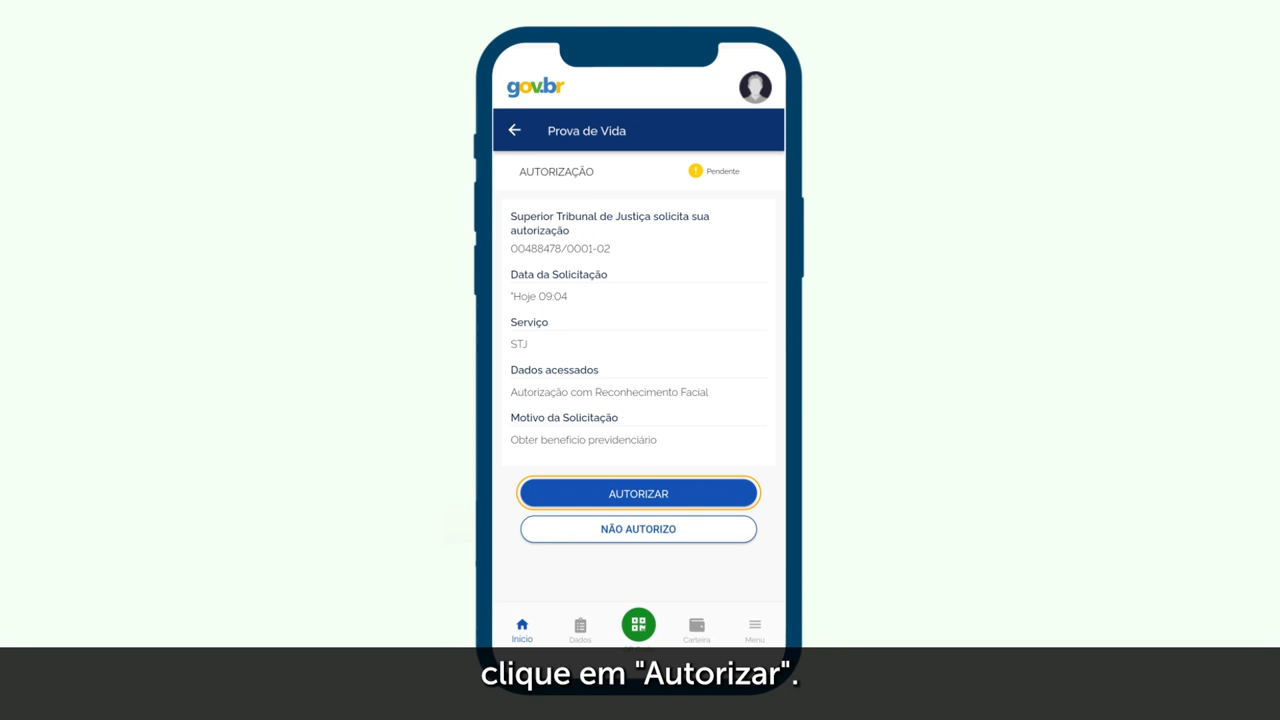 gov.br
Prova de Vida
AUTORIZAÇÃO
! Pendente
Superior Tribunal de Justiça solicita sua
autorização
00488478/0001-02
Data da Solicitação
"Hoje 09:04
Serviço
STJ
Dados acessados
Autorização com Reconhecimento Facial
Motivo da Solicitação
Obter benefício previdenciário
AUTORIZAR
NÃO AUTORIZO
Início
Dados
Carteira
Menu
clique em "Autorizar".